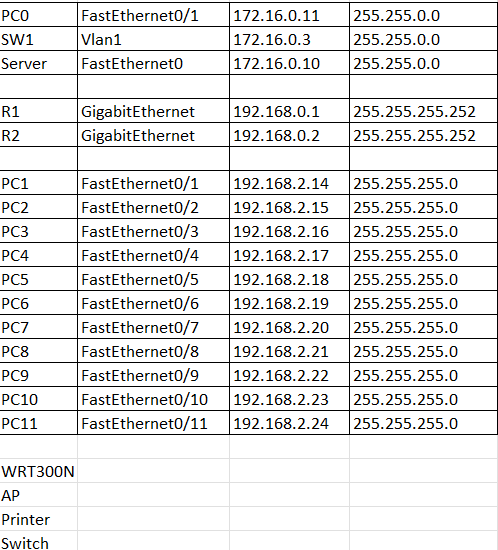 PC0 FastEthernet0/1 172.16.0.11 255.255.0.0
SW1 Vlan1 172.16.0.3 255.255.0.0
Server FastEthernet0 172.16.0.10 255.255.0.0
R1 GigabitEthernet 192.168.0.1 255.255.255.252
R2 GigabitEthernet 192.168.0.2 255.255.255.252
PC1 FastEthernet0/1 192.168.2.14 255.255.255.0
PC2 FastEthernet0/2 192.168.2.15 255.255.255.0
PC3 FastEthernet0/3 192.168.2.16 255.255.255.0
PC4 FastEthernet0/4 192.168.2.17 255.255.255.0
PC5 FastEthernet0/5 192.168.2.18 255.255.255.0
PC6 FastEthernet0/6 192.168.2.19 255.255.255.0
PC7 FastEthernet0/7 192.168.2.20 255.255.255.0
PC8 FastEthernet0/8 192.168.2.21 255.255.255.0
PC9 FastEthernet0/9 192.168.2.22 255.255.255.0
PC10 FastEthernet0/10 192.168.2.23 255.255.255.0
PC11 FastEthernet0/11 192.168.2.24 255.255.255.0
WRT300N
AP
Printer
Switch